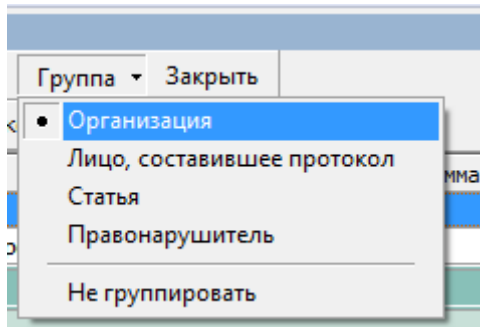 Группа Закрыть
Организация
Лицо, составившее протокол
Статья
Правонарушитель
Не группировать